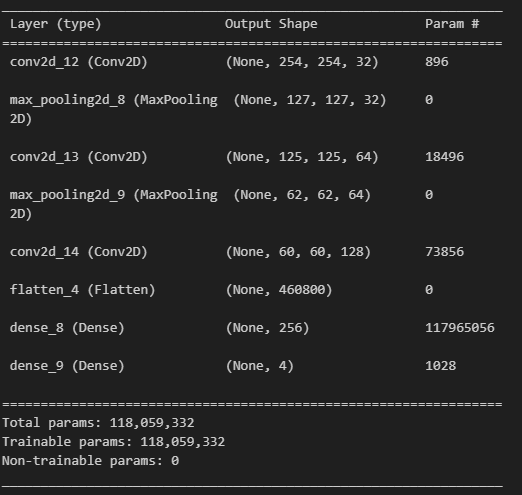 Layer (type) Output Shape Param #
conv2d_12 (Conv2D) (None, 254, 254, 32) 896
max_pooling2d_8 (MaxPooling (None, 127, 127, 32) 0
2D)
conv2d_13 (Conv2D) (None, 125, 125, 64) 18496
max_pooling2d_9 (MaxPooling (None, 62, 62, 64) 0
2D)
conv2d_14 (Conv2D) (None, 60, 60, 128) 73856
flatten_4 (Flatten) (None, 460800) 0
dense_8 (Dense) (None, 256) 117965056
dense_9 (Dense) (None, 4) 1028
Total params: 118,059,332
Trainable params: 118,059,332
Non-trainable params: 0